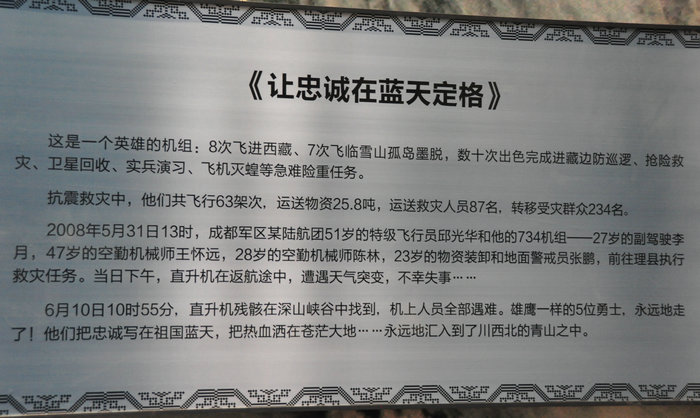 《让忠诚在蓝天定格》
这是一个英雄的机组：8次飞进西藏、7次飞临雪山孤岛墨脱，数十次出色完成进藏边防巡逻、抢险救
灾、卫星回收、实兵演习、飞机灭蝗等急难险重任务。
抗震救灾中，他们共飞行63架次，运送物资25.8吨，运送救灾人员87名，转移受灾群众234名。
2008年5月31日13时，成都军区某陆航团51岁的特级飞行员邱光华和他的734机组——27岁的副驾驶李
月，47岁的空勤机械师王怀远，28岁的空勤机械师陈林，23岁的物资装卸和地面警戒员张鹏，前往理县执行
救灾任务。当日下午，直升机在返航途中，遭遇天气突变，不幸失事……
6月10日10时55分，直升机残骸在深山峡谷中找到，机上人员全部遇难。雄鹰一样的5位勇士，永远地走
了！他们把忠诚写在祖国蓝天，把热血洒在苍茫大地……永远地汇入到了川西北的青山之中。